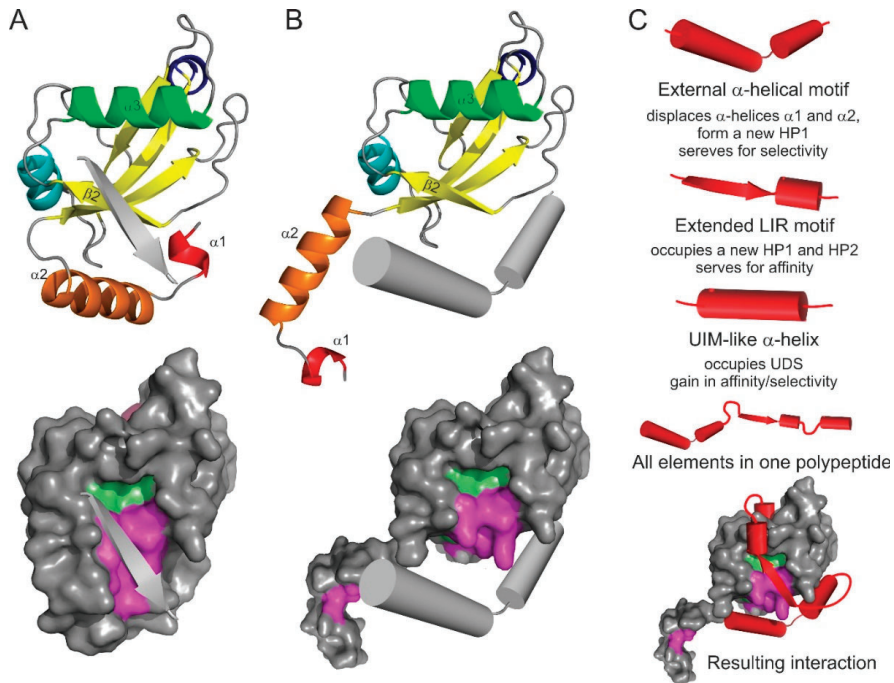 A
α3
β2
α1
α2
B
α3
β2
α2
α1
C
External α-helical motif
displaces α-helices α1 and α2,
form a new HP1
sereves for selectivity
Extended LIR motif
occupies a new HP1 and HP2
serves for affinity
UIM-like α-helix
occupies UDS
gain in affinity/selectivity
All elements in one polypeptide
Resulting interaction